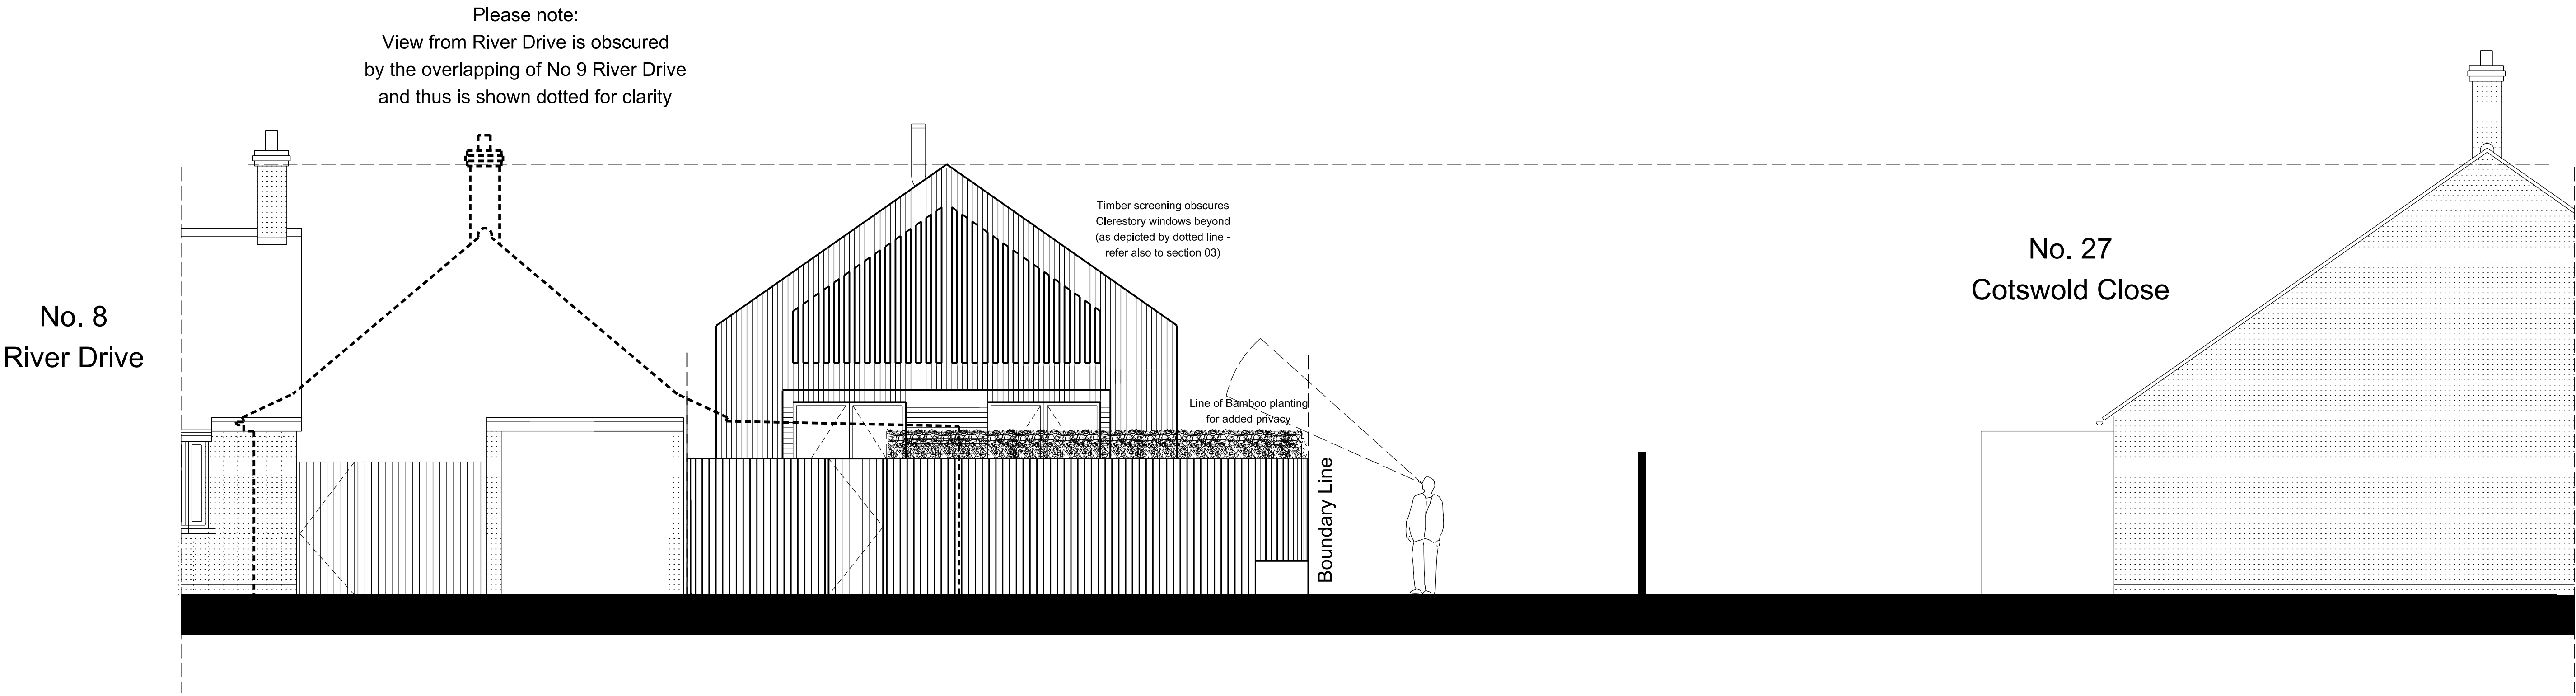 Please note:
View from River Drive is obscured
by the overlapping of No 9 River Drive
and thus is shown dotted for clarity
Timber screening obscures
Clerestory windows beyond
(as depicted by dotted line -
refer also to section 03)
No. 27
Cotswold Close
No. 8
River Drive
Line of Bamboo planting
for added privacy
Boundary Line